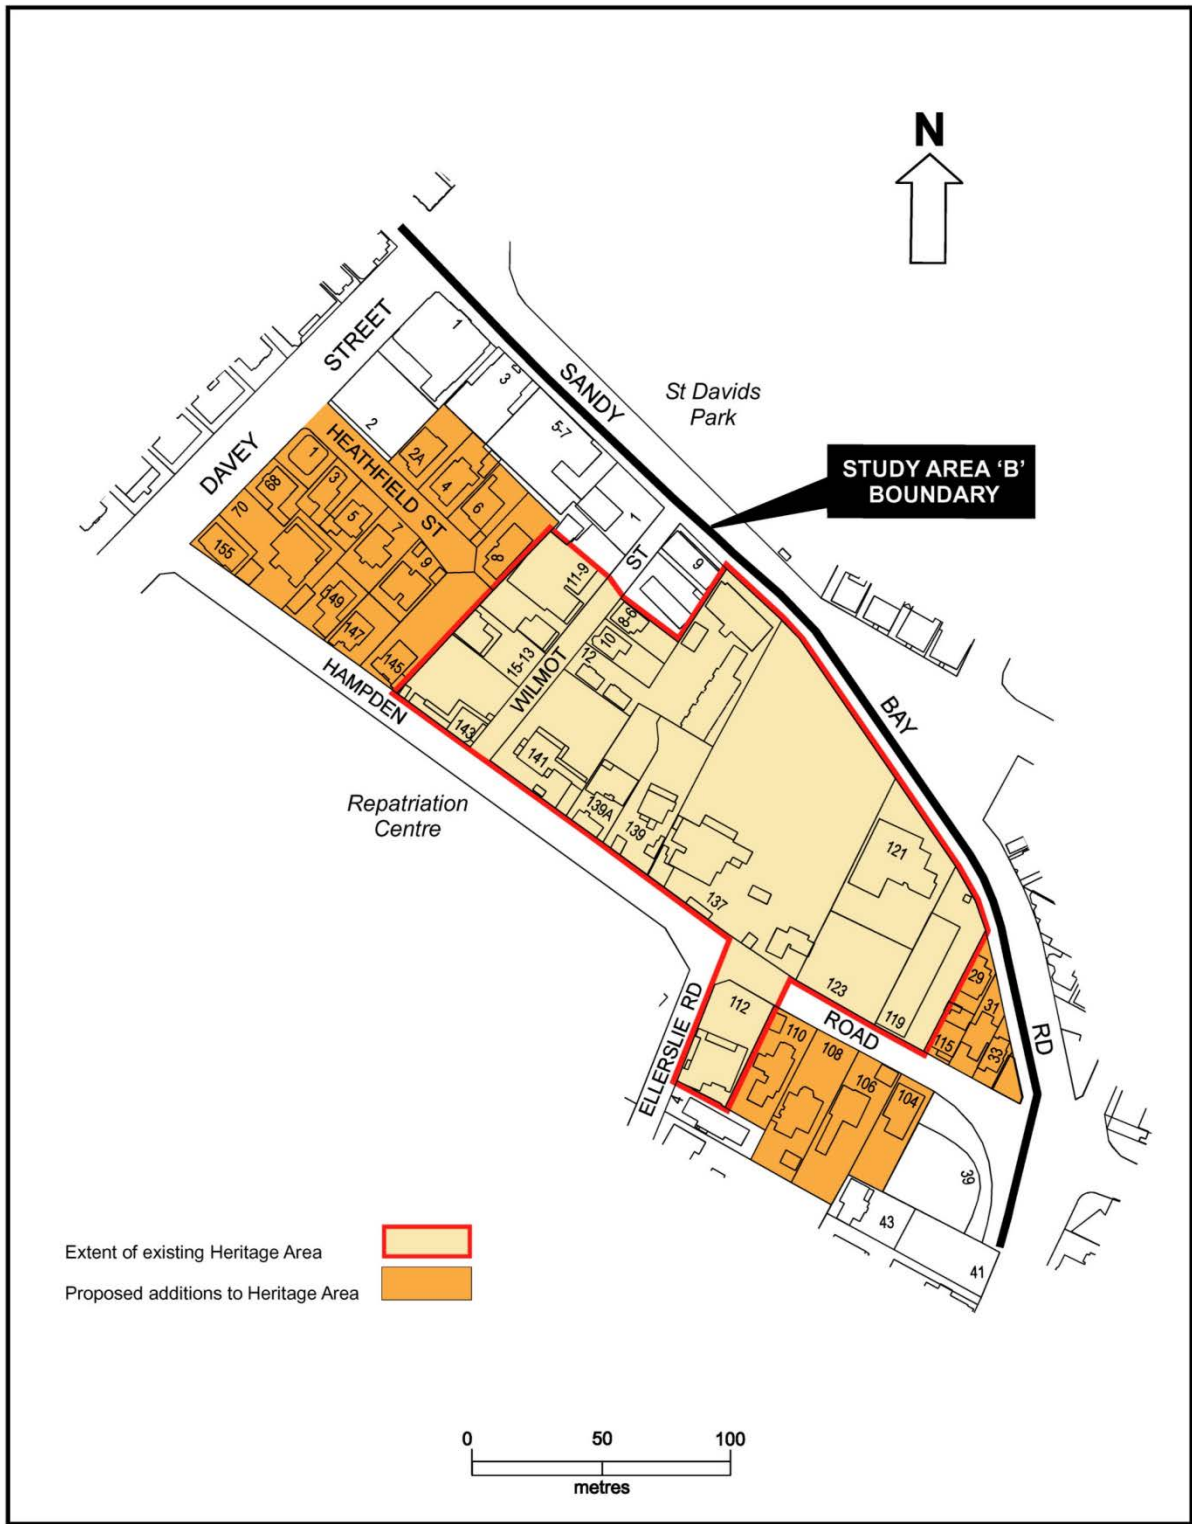 N
STREET
DAVEY
SANDY
St Davids
Park
STUDY AREA ‘B’
BOUNDARY
1
3
5-7
2
HEATHFIELD ST
2A
4
6
8
1
3
5
7
9
68
70
155
149
147
145
HAMPDEN
1
ST
9
11-9
8-6
10
12
15-13
WILMOT
143
141
139A
139
137
BAY
121
Repatriation
Centre
123
119
112
ELLERSLIE RD
ROAD
29
31
33
115
RD
110
108
106
104
4
39
43
41
Extent of existing Heritage Area
Proposed additions to Heritage Area
0 50 100
metres